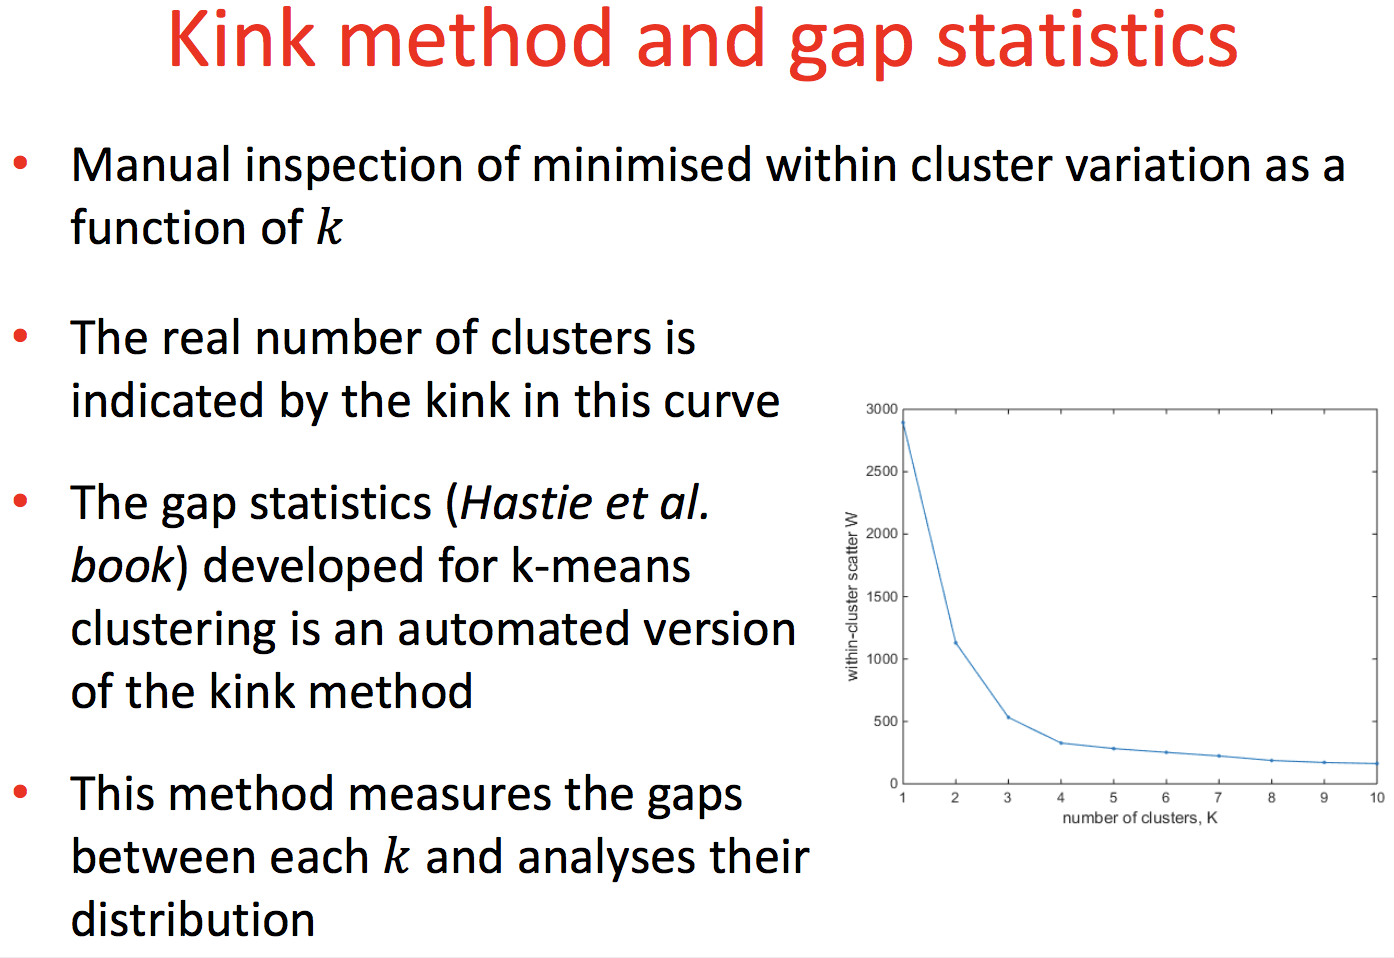 Kink method and gap statistics
• Manual inspection of minimised within cluster variation as a
function of k
• The real number of clusters is
indicated by the kink in this curve
• The gap statistics (Hastie et al.
book) developed for k-means
clustering is an automated version
of the kink method
• This method measures the gaps
between each k and analyses their
distribution
3000
2500
2000
1500
1000
500
0
within-cluster scatter W
1 2 3 4 5 6 7 8 9 10
number of clusters, K